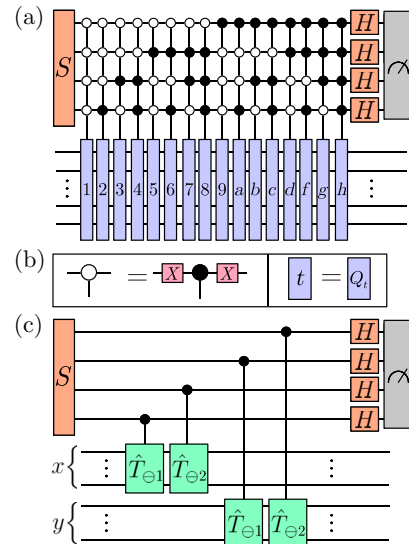 (a)
S
H
H
H
H
1 2 3 4 5 6 7 8 9 a b c d f g h
(b)
= X X
t = Q_t
(c)
S
H
H
H
H
x{ T̂⊖1 T̂⊖2
y{ T̂⊖1 T̂⊖2